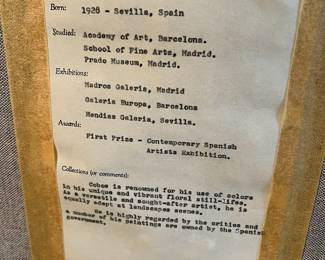 Born: 1928 - Sevilla, Spain
Studied: Academy of Art, Barcelona.
School of Fine Arts, Madrid.
Prado Museum, Madrid.
Exhibitions:
Madros Galeria, Madrid
Galeria Europa, Barcelona
Mendias Galeria, Sevilla.
Awards:
First Prize - Contemporary Spanish
Artists Exhibition.
Collections (or comments):
Cobos is renowned for his use of colors
in his unique and vibrant floral still-lifes.
As a versatile and sought-after artist, he is
equally adept at landscapes scenes.
He is highly regarded by the critics and
a number of his paintings are owned by the Spanish
government.